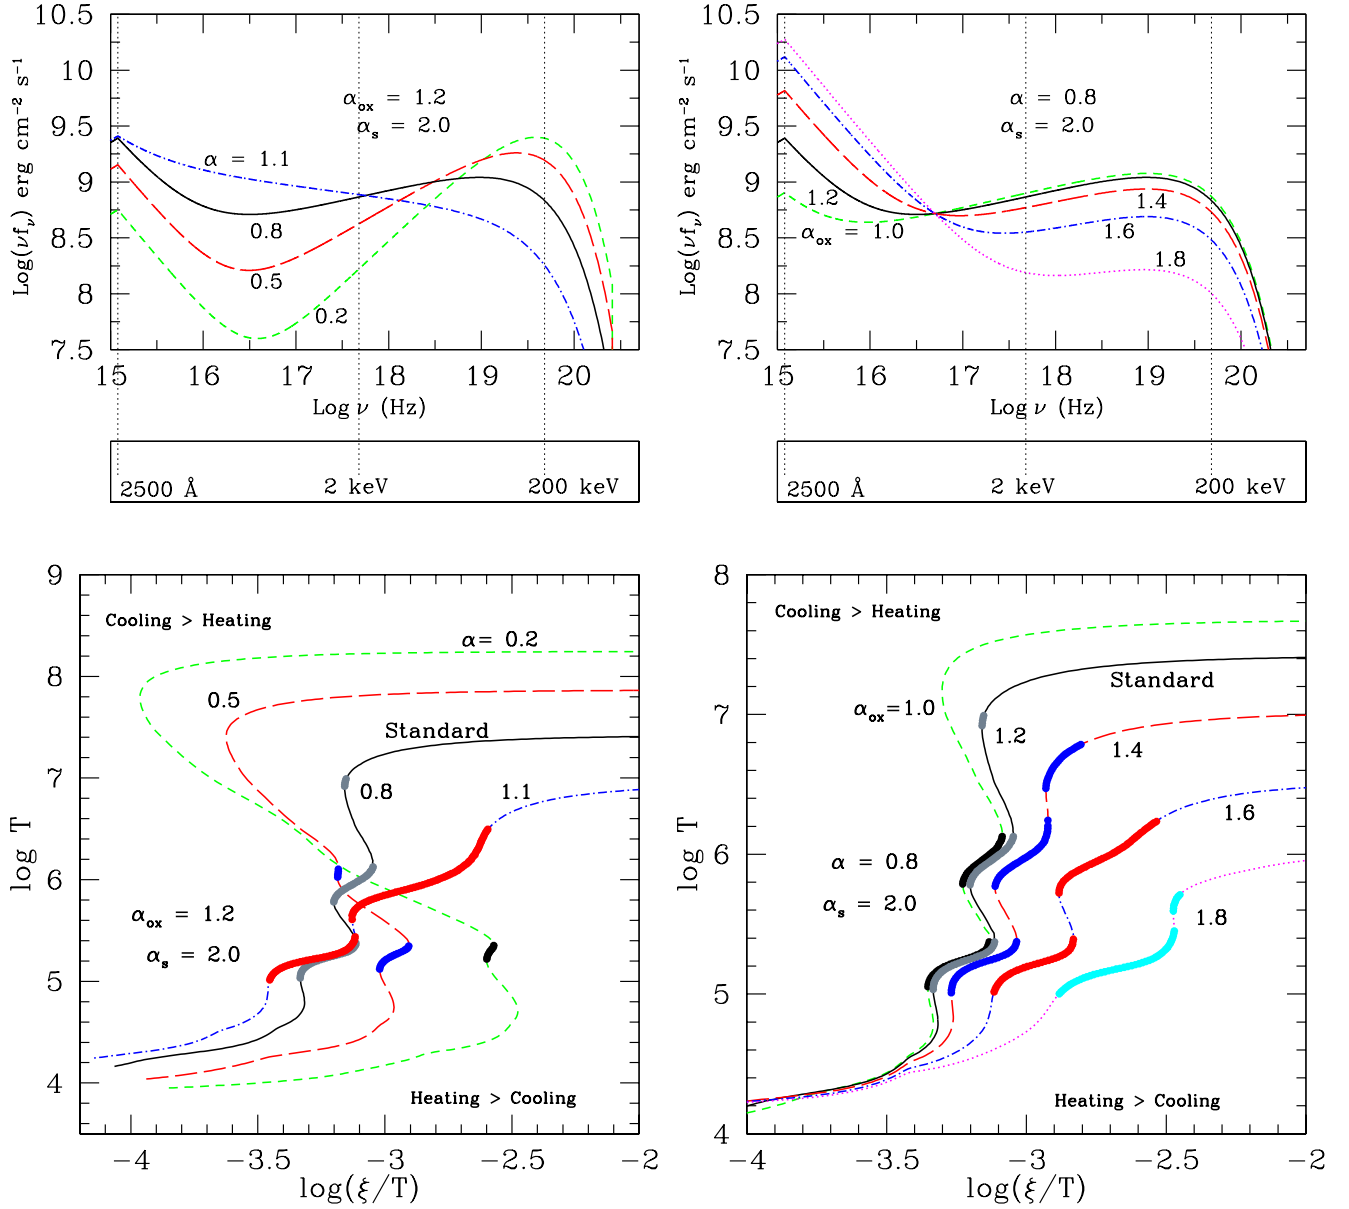 10.5
10
9.5
9
8.5
8
7.5
Log(νf_ν) erg cm⁻² s⁻¹
α_ox = 1.2
α_s = 2.0
α = 1.1
0.8
0.5
0.2
15 16 17 18 19 20
Log ν (Hz)
2500 Å 2 keV 200 keV
10.5
10
9.5
9
8.5
8
7.5
Log(νf_ν) erg cm⁻² s⁻¹
α = 0.8
α_s = 2.0
1.2
α_ox = 1.0
1.4
1.6
1.8
15 16 17 18 19 20
Log ν (Hz)
2500 Å 2 keV 200 keV
9
8
7
6
5
4
log T
Cooling > Heating
α= 0.2
0.5
Standard
0.8
1.1
α_ox = 1.2
α_s = 2.0
Heating > Cooling
−4 −3.5 −3 −2.5 −2
log(ξ/T)
8
7
6
5
4
log T
Cooling > Heating
Standard
α_ox=1.0
1.2
1.4
1.6
α = 0.8
α_s = 2.0
1.8
Heating > Cooling
−4 −3.5 −3 −2.5 −2
log(ξ/T)